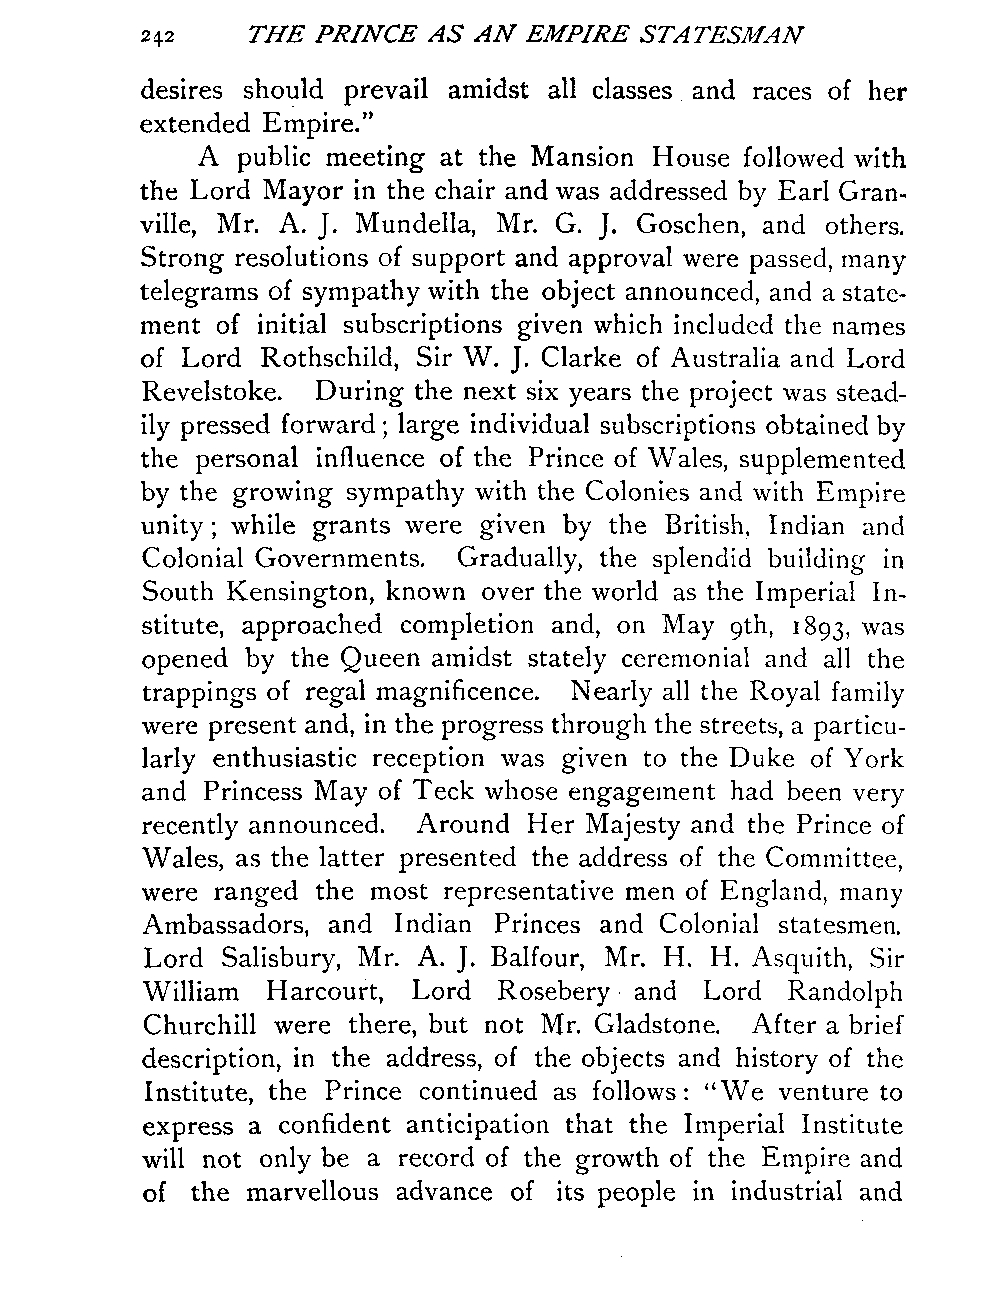 242 THE PRINCE AS AN EMPIRE STATESMAN
desires should prevail amidst all classes and races of her
extended Empire."
A public meeting at the Mansion House followed with
the Lord Mayor in the chair and was addressed by Earl Gran-
ville, Mr. A. J. Mundella, Mr. G. J. Goschen, and others.
Strong resolutions of support and approval were passed, many
telegrams of sympathy with the object announced, and a state-
ment of initial subscriptions given which included the names
of Lord Rothschild, Sir W. J. Clarke of Australia and Lord
Revelstoke. During the next six years the project was stead-
ily pressed forward; large individual subscriptions obtained by
the personal influence of the Prince of Wales, supplemented
by the growing sympathy with the Colonies and with Empire
unity; while grants were given by the British, Indian and
Colonial Governments. Gradually, the splendid building in
South Kensington, known over the world as the Imperial In-
stitute, approached completion and, on May 9th, 1893, was
opened by the Queen amidst stately ceremonial and all the
trappings of regal magnificence. Nearly all the Royal family
were present and, in the progress through the streets, a particu-
larly enthusiastic reception was given to the Duke of York
and Princess May of Teck whose engagement had been very
recently announced. Around Her Majesty and the Prince of
Wales, as the latter presented the address of the Committee,
were ranged the most representative men of England, many
Ambassadors, and Indian Princes and Colonial statesmen.
Lord Salisbury, Mr. A. J. Balfour, Mr. H. H. Asquith, Sir
William Harcourt, Lord Rosebery and Lord Randolph
Churchill were there, but not Mr. Gladstone. After a brief
description, in the address, of the objects and history of the
Institute, the Prince continued as follows: "We venture to
express a confident anticipation that the Imperial Institute
will not only be a record of the growth of the Empire and
of the marvellous advance of its people in industrial and